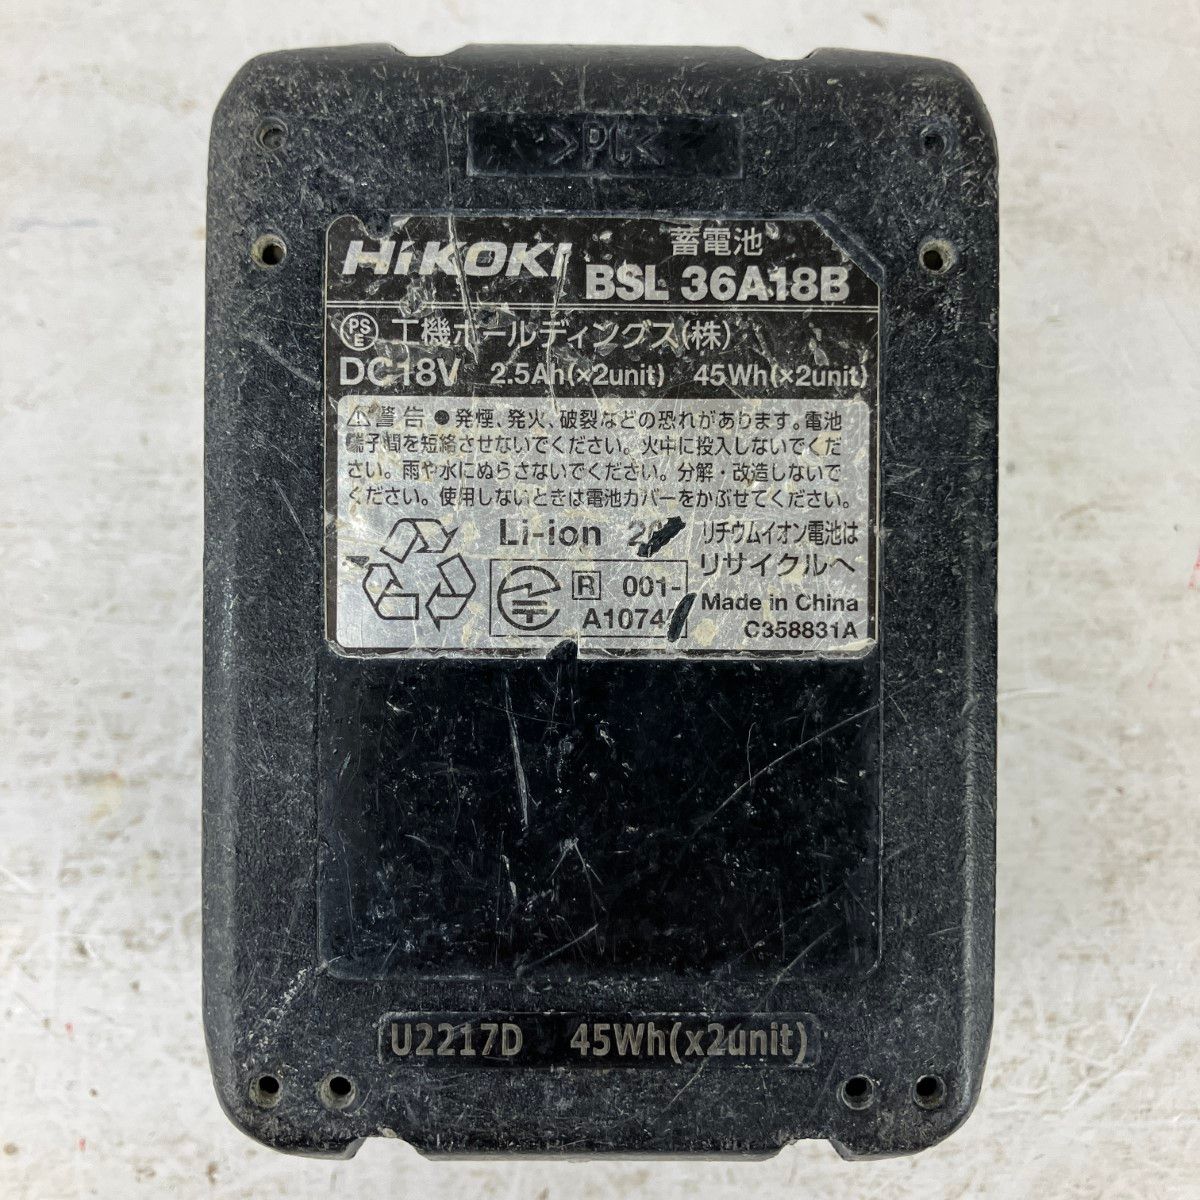 >PC<
HiKOKI
蓄電池
BSL 36A18B
PS
E
工機ホールディングス(株)
DC18V 2.5Ah(×2unit) 45Wh(×2unit)
⚠警告 ●発煙、発火、破裂などの恐れがあります。電池
端子間を短絡させないでください。火中に投入しないでくだ
さい。雨や水にぬらさないでください。分解・改造しないで
ください。使用しないときは電池カバーをかぶせてください。
Li-ion
リチウムイオン電池は
リサイクルへ
R 001-
Made in China
C358831A
U2217D 45Wh(x2unit)